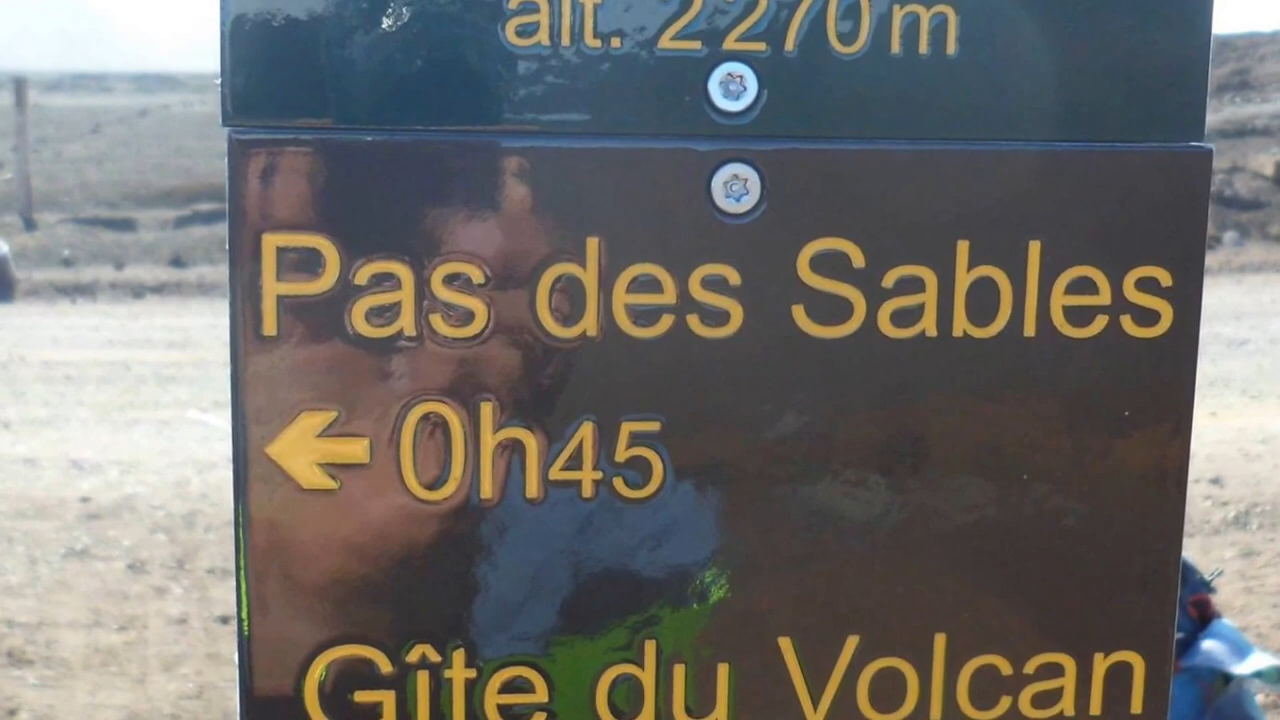 alt. 2270 m
Pas des Sables
← 0h45
Gîte du Volcan